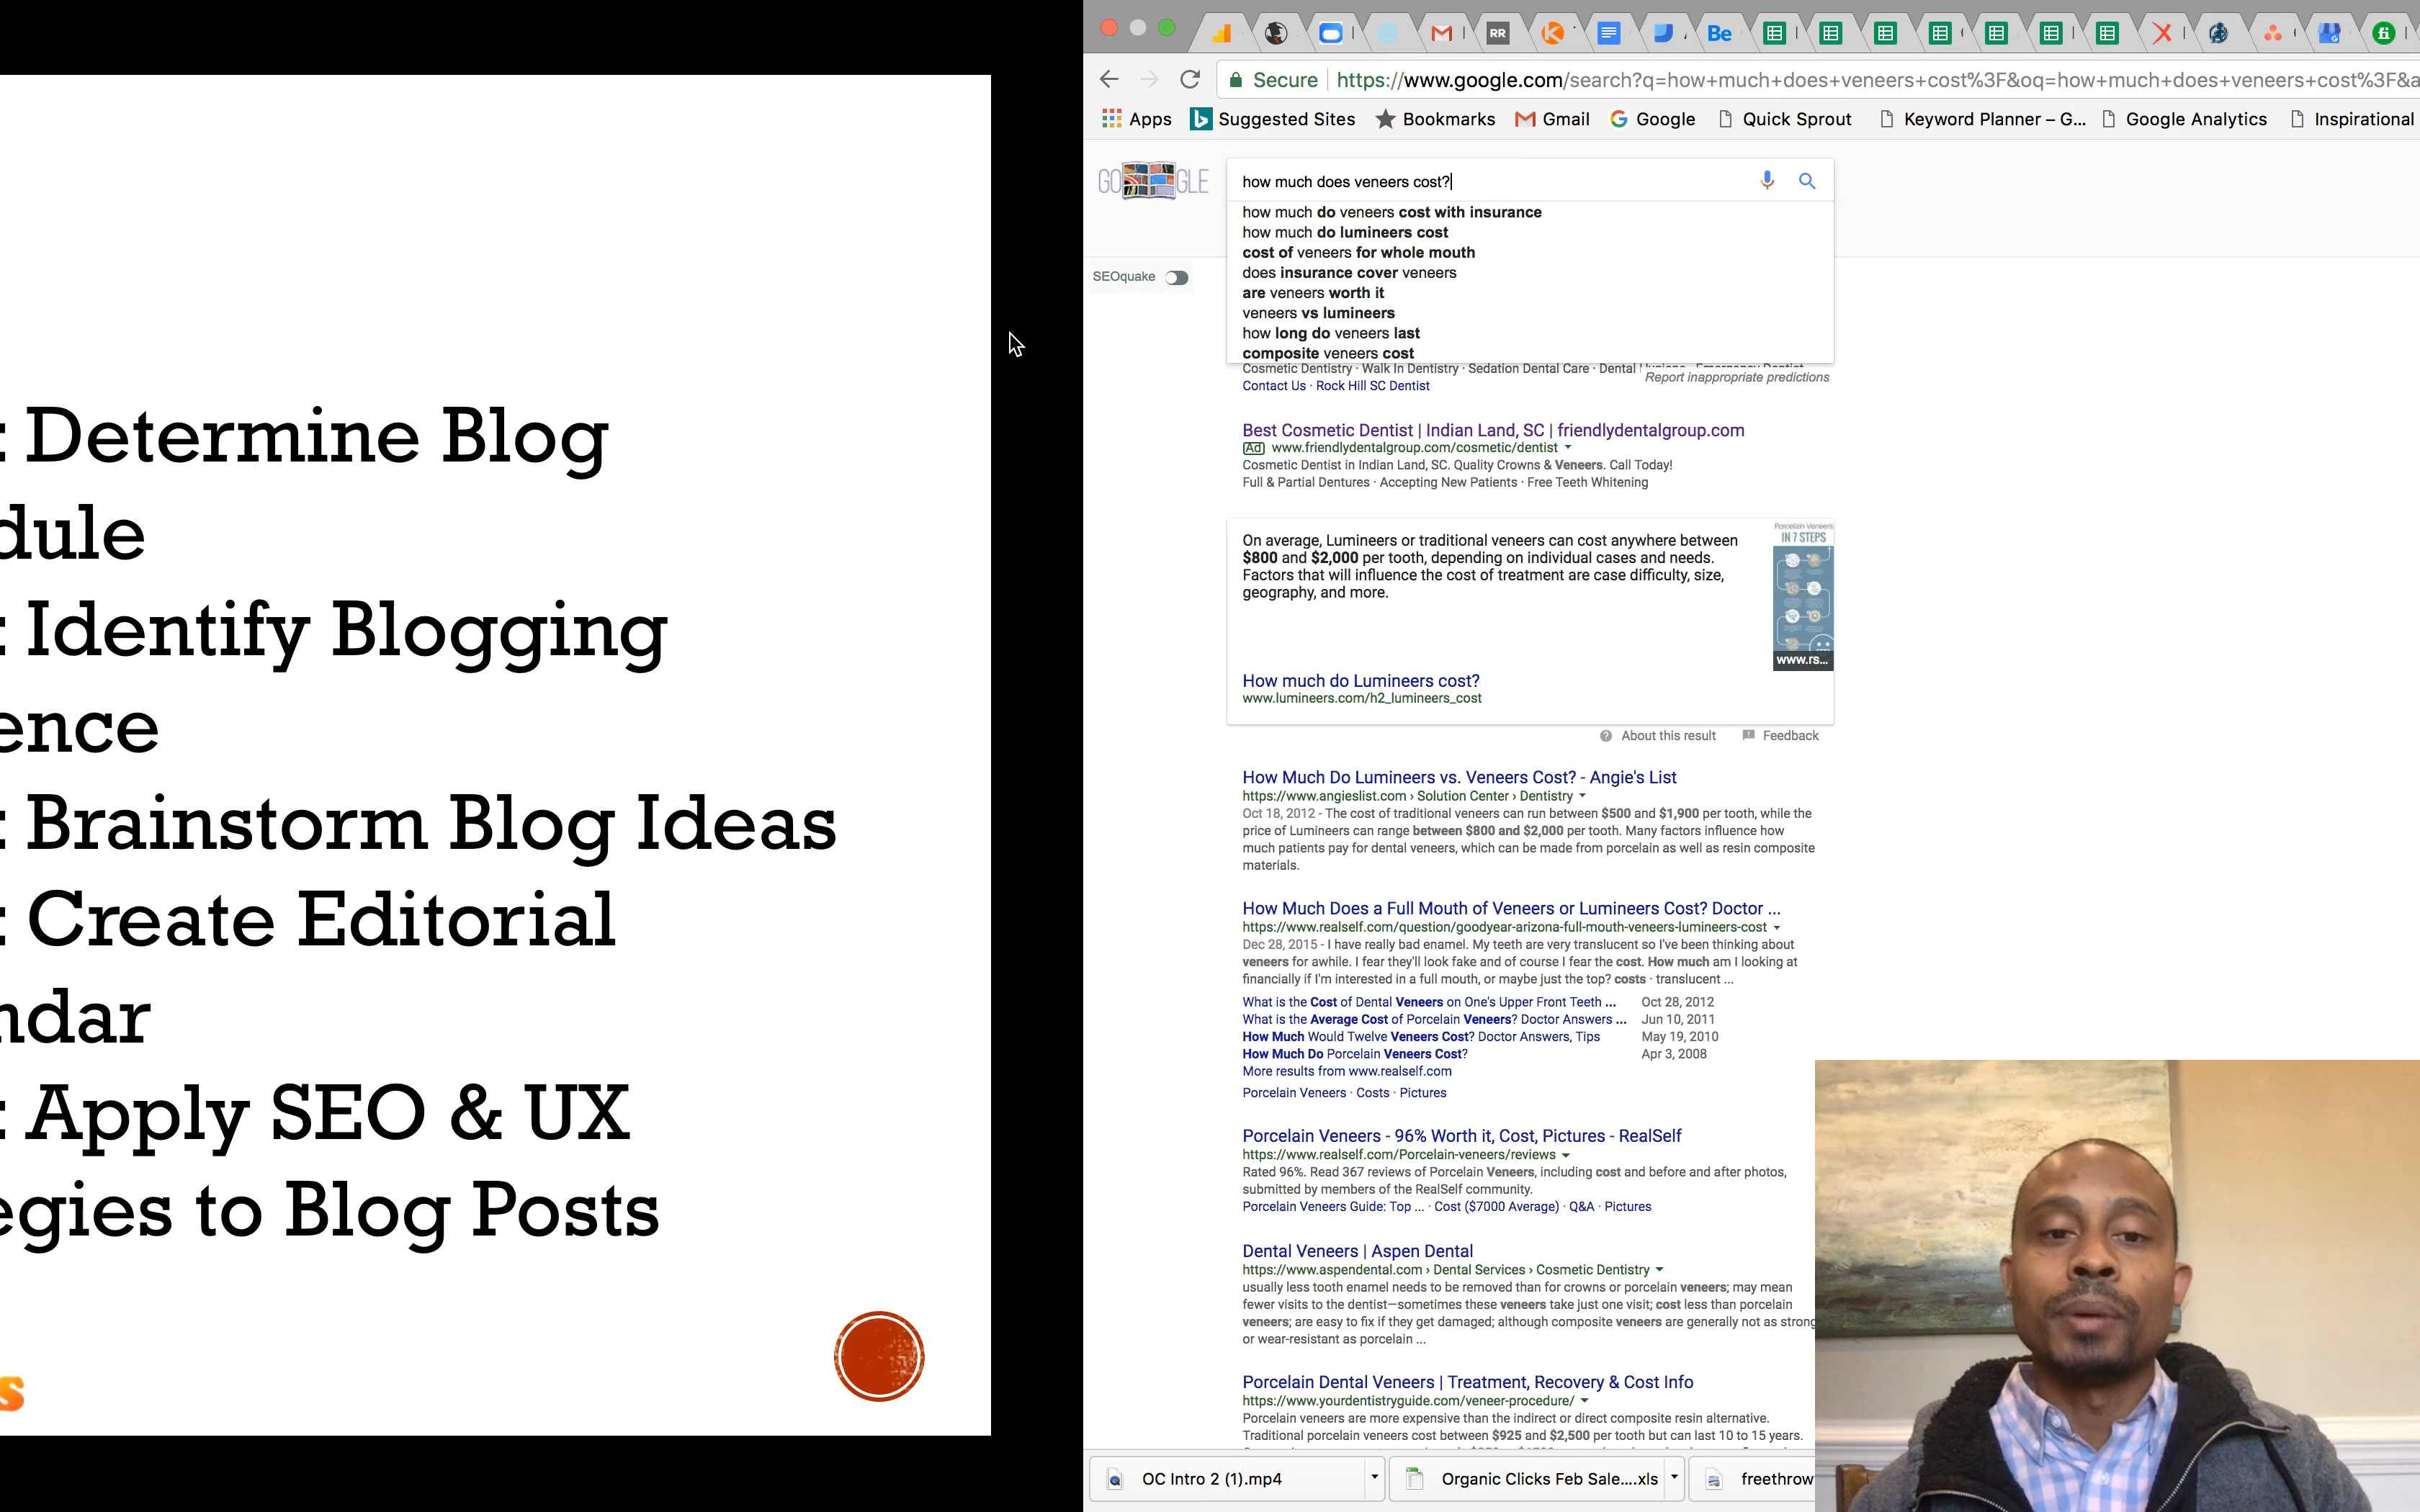 : Determine Blog
dule
: Identify Blogging
ence
: Brainstorm Blog Ideas
: Create Editorial
ndar
: Apply SEO & UX
egies to Blog Posts
s
RR
Be
fi
Secure
https://www.google.com/search?q=how+much+does+veneers+cost%3F&oq=how+much+does+veneers+cost%3F&a
Apps Suggested Sites Bookmarks Gmail Google Quick Sprout Keyword Planner – G... Google Analytics Inspirational
GO GLE
how much does veneers cost?
how much do veneers cost with insurance
how much do lumineers cost
cost of veneers for whole mouth
SEOquake
does insurance cover veneers
are veneers worth it
veneers vs lumineers
how long do veneers last
composite veneers cost
Cosmetic Dentistry · Walk In Dentistry · Sedation Dental Care · Dental
Report inappropriate predictions
Contact Us · Rock Hill SC Dentist
Best Cosmetic Dentist | Indian Land, SC | friendlydentalgroup.com
Ad www.friendlydentalgroup.com/cosmetic/dentist
Cosmetic Dentist in Indian Land, SC. Quality Crowns & Veneers. Call Today!
Full & Partial Dentures · Accepting New Patients · Free Teeth Whitening
On average, Lumineers or traditional veneers can cost anywhere between
$800 and $2,000 per tooth, depending on individual cases and needs.
Factors that will influence the cost of treatment are case difficulty, size,
geography, and more.
Porcelain Veneers
IN 7 STEPS
www.rs...
How much do Lumineers cost?
www.lumineers.com/h2_lumineers_cost
About this result Feedback
How Much Do Lumineers vs. Veneers Cost? - Angie's List
https://www.angieslist.com › Solution Center › Dentistry
Oct 18, 2012 - The cost of traditional veneers can run between $500 and $1,900 per tooth, while the
price of Lumineers can range between $800 and $2,000 per tooth. Many factors influence how
much patients pay for dental veneers, which can be made from porcelain as well as resin composite
materials.
How Much Does a Full Mouth of Veneers or Lumineers Cost? Doctor ...
https://www.realself.com/question/goodyear-arizona-full-mouth-veneers-lumineers-cost
Dec 28, 2015 - I have really bad enamel. My teeth are very translucent so I've been thinking about
veneers for awhile. I fear they'll look fake and of course I fear the cost. How much am I looking at
financially if I'm interested in a full mouth, or maybe just the top? costs · translucent ...
What is the Cost of Dental Veneers on One's Upper Front Teeth ... Oct 28, 2012
What is the Average Cost of Porcelain Veneers? Doctor Answers ... Jun 10, 2011
How Much Would Twelve Veneers Cost? Doctor Answers, Tips May 19, 2010
How Much Do Porcelain Veneers Cost? Apr 3, 2008
More results from www.realself.com
Porcelain Veneers · Costs · Pictures
Porcelain Veneers - 96% Worth it, Cost, Pictures - RealSelf
https://www.realself.com/Porcelain-veneers/reviews
Rated 96%. Read 367 reviews of Porcelain Veneers, including cost and before and after photos,
submitted by members of the RealSelf community.
Porcelain Veneers Guide: Top ... · Cost ($7000 Average) · Q&A · Pictures
Dental Veneers | Aspen Dental
https://www.aspendental.com › Dental Services › Cosmetic Dentistry
usually less tooth enamel needs to be removed than for crowns or porcelain veneers; may mean
fewer visits to the dentist—sometimes these veneers take just one visit; cost less than porcelain
veneers; are easy to fix if they get damaged; although composite veneers are generally not as strong
or wear-resistant as porcelain ...
Porcelain Dental Veneers | Treatment, Recovery & Cost Info
https://www.yourdentistryguide.com/veneer-procedure/
Porcelain veneers are more expensive than the indirect or direct composite resin alternative.
Traditional porcelain veneers cost between $925 and $2,500 per tooth but can last 10 to 15 years.
OC Intro 2 (1).mp4
Organic Clicks Feb Sale....xls
freethrow